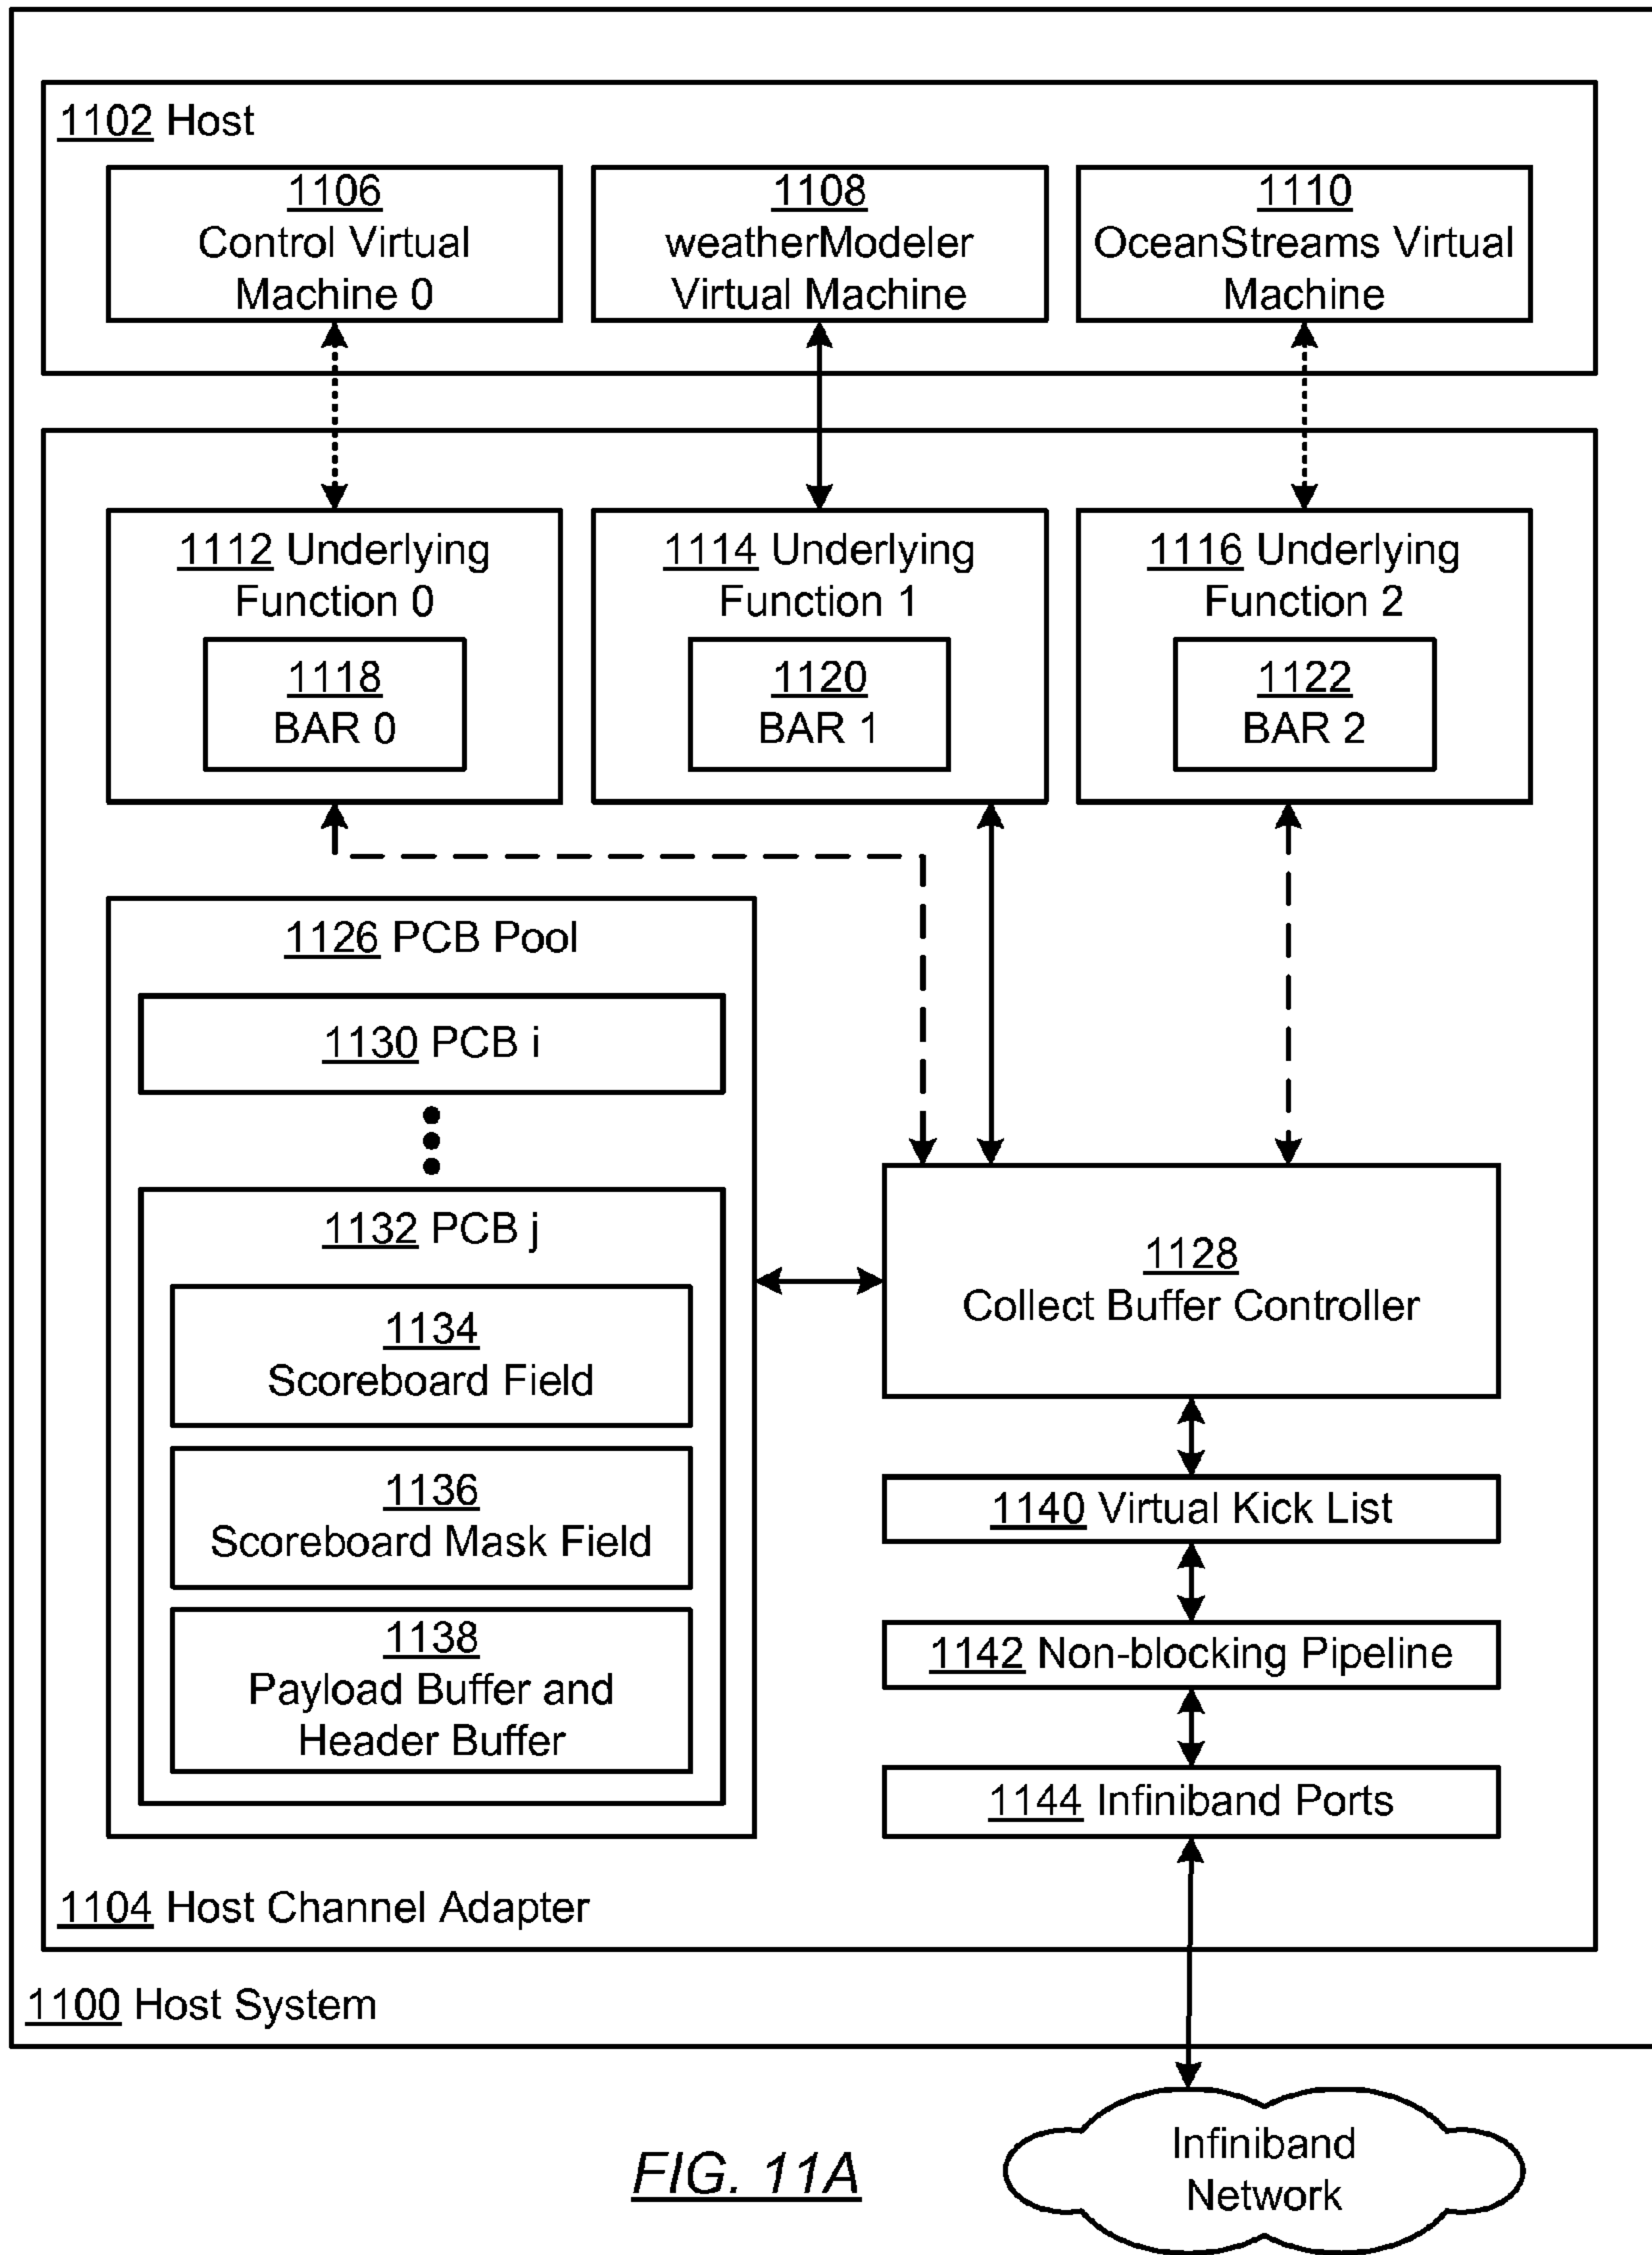 1102 Host
1106
Control Virtual
Machine 0
1108
weatherModeler
Virtual Machine
1110
OceanStreams Virtual
Machine
1112 Underlying
Function 0
1118
BAR 0
1114 Underlying
Function 1
1120
BAR 1
1116 Underlying
Function 2
1122
BAR 2
1126 PCB Pool
1130 PCB i
1132 PCB j
1134
Scoreboard Field
1136
Scoreboard Mask Field
1138
Payload Buffer and
Header Buffer
1128
Collect Buffer Controller
1140 Virtual Kick List
1142 Non-blocking Pipeline
1144 Infiniband Ports
1104 Host Channel Adapter
1100 Host System
Infiniband
Network
FIG. 11A